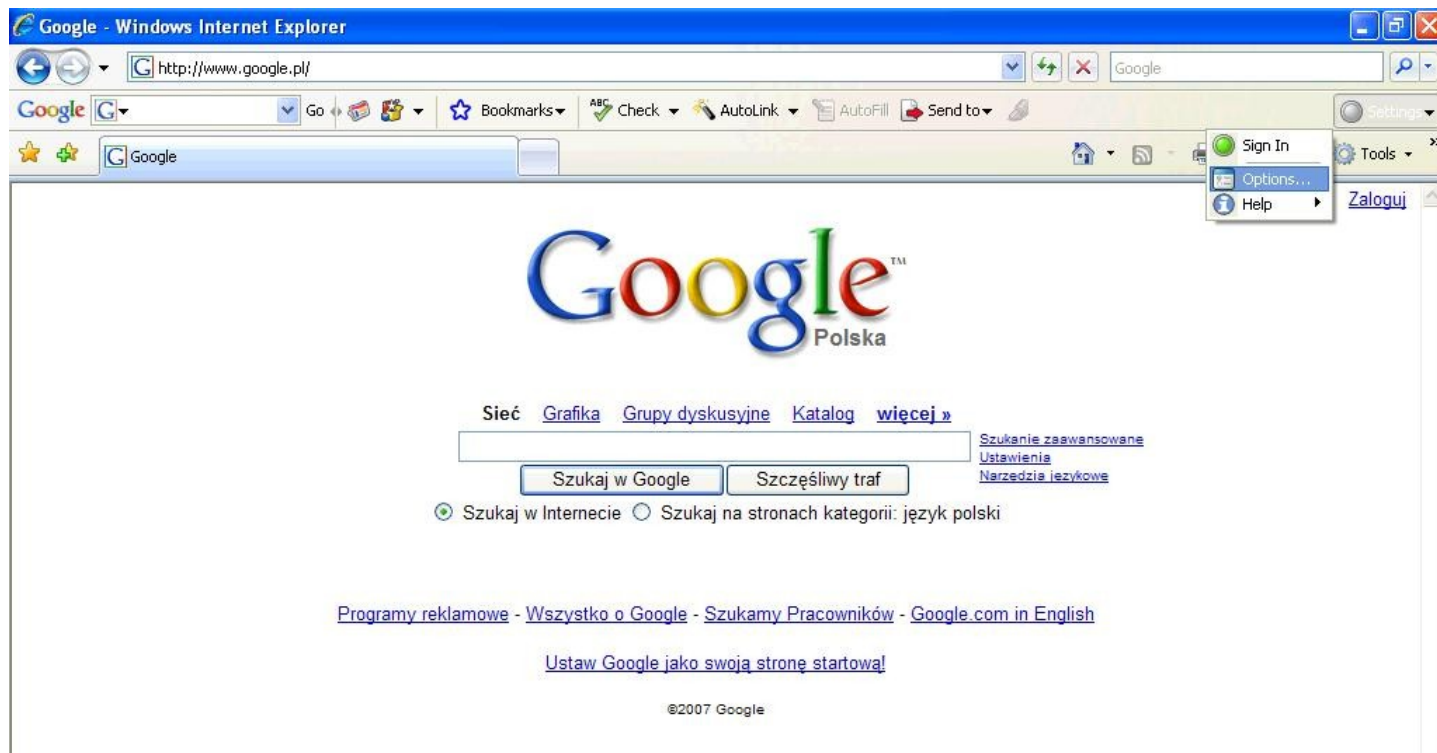 Google - Windows Internet Explorer
http://www.google.pl/ Google
Google Go Bookmarks ABC Check AutoLink AutoFill Send to Settings
Google Tools »
Sign In
Options...
Help
Zaloguj
Google™
Polska
Sieć Grafika Grupy dyskusyjne Katalog więcej »
Szukanie zaawansowane
Ustawienia
Narzędzia językowe
Szukaj w Google Szczęśliwy traf
Szukaj w Internecie Szukaj na stronach kategorii: język polski
Programy reklamowe - Wszystko o Google - Szukamy Pracowników - Google.com in English
Ustaw Google jako swoją stronę startową!
©2007 Google